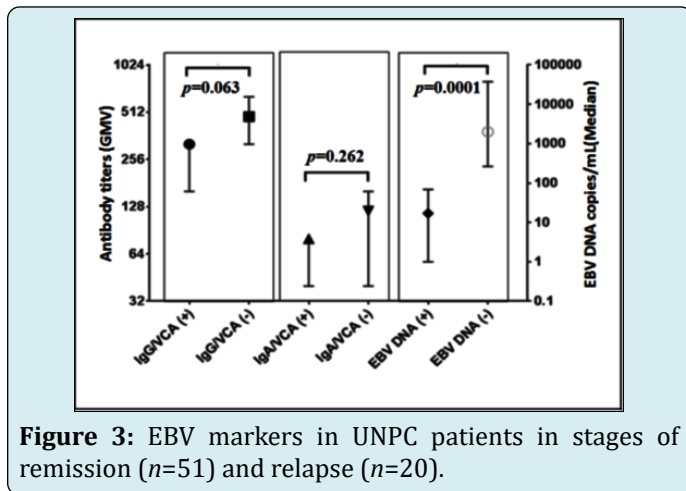 1024
512
256
128
64
32
Antibody titers (GMV)
p=0.063
p=0.262
p=0.0001
100000
10000
1000
100
10
1
0.1
EBV DNA copies/mL(Median)
IgG/VCA (+)
IgG/VCA (-)
IgA/VCA (+)
IgA/VCA (-)
EBV DNA (+)
EBV DNA (-)
Figure 3: EBV markers in UNPC patients in stages of
remission (n=51) and relapse (n=20).